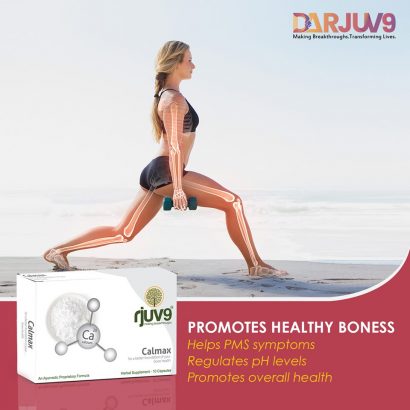 DARJUV9
Making Breakthroughs.Transforming Lives.
Calmax
Ca
rjuv9
Calmax
An Ayurvedic Proprietary Formula
Herbal Supplement - 10 Capsules
PROMOTES HEALTHY BONESS
Helps PMS symptoms
Regulates pH levels
Promotes overall health